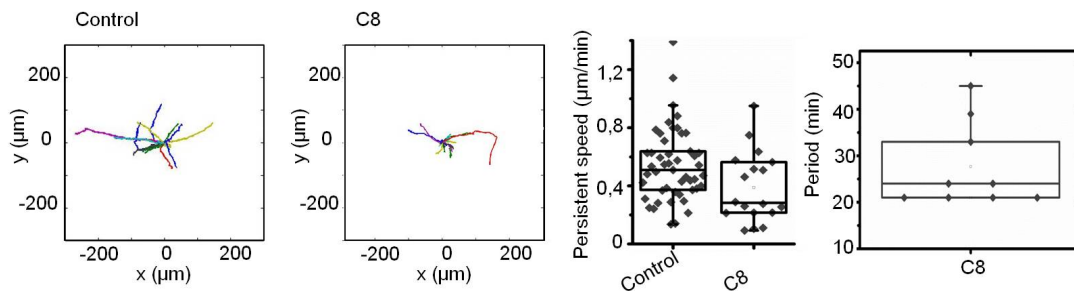 Control
200
0
-200
y (µm)
-200 0 200
x (µm)
C8
200
0
-200
y (µm)
-200 0 200
x (µm)
Persistent speed (µm/min)
1,2
0,8
0,4
0
Control
C8
Period (min)
50
40
30
20
10
C8